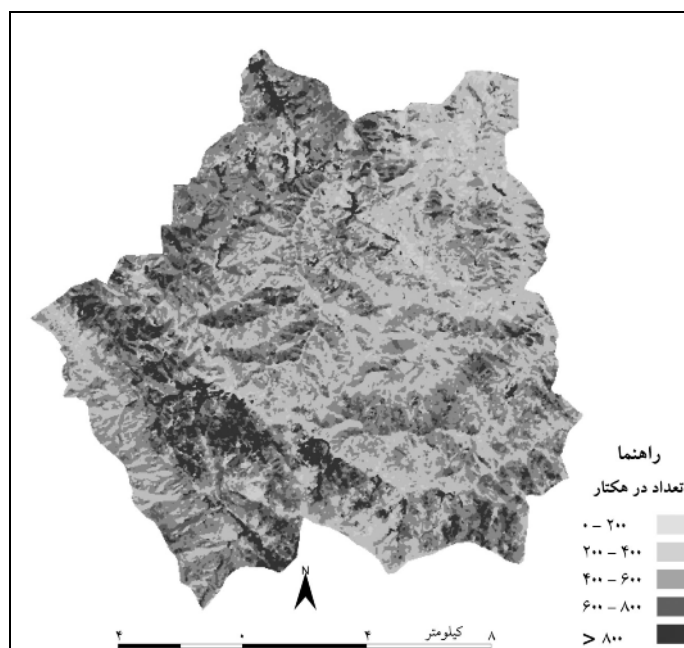 راهنما
تعداد در هکتار
۰ – ۲۰۰
۲۰۰ – ۴۰۰
۴۰۰ – ۶۰۰
۶۰۰ – ۸۰۰
> ۸۰۰
N
۴ ۰ ۴ کیلومتر ۸